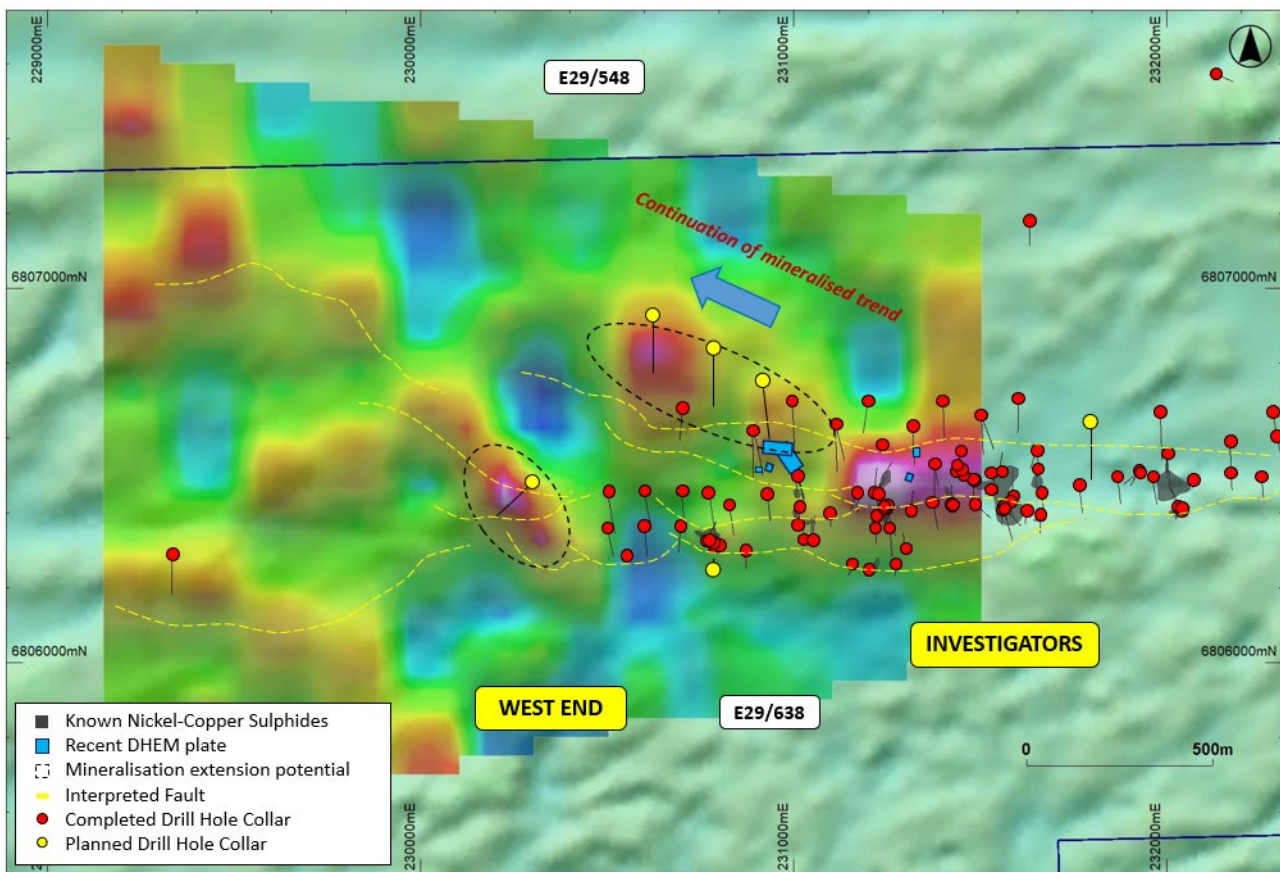 229000mE
230000mE
231000mE
232000mE
E29/548
Continuation of mineralised trend
6807000mN
6807000mN
6806000mN
6806000mN
INVESTIGATORS
WEST END
E29/638
Known Nickel-Copper Sulphides
Recent DHEM plate
Mineralisation extension potential
Interpreted Fault
Completed Drill Hole Collar
Planned Drill Hole Collar
0 500m
230000mE
231000mE
232000mE